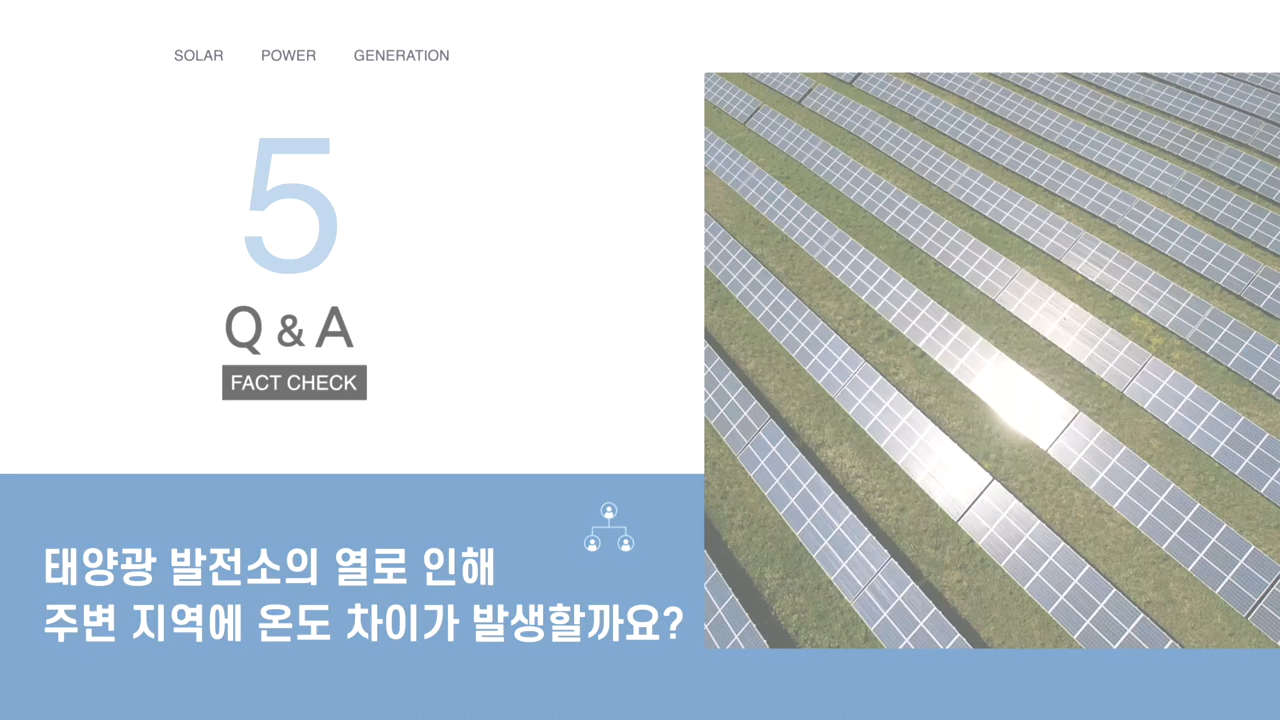 SOLAR POWER GENERATION
5
Q & A
FACT CHECK
태양광 발전소의 열로 인해
주변 지역에 온도 차이가 발생할까요?